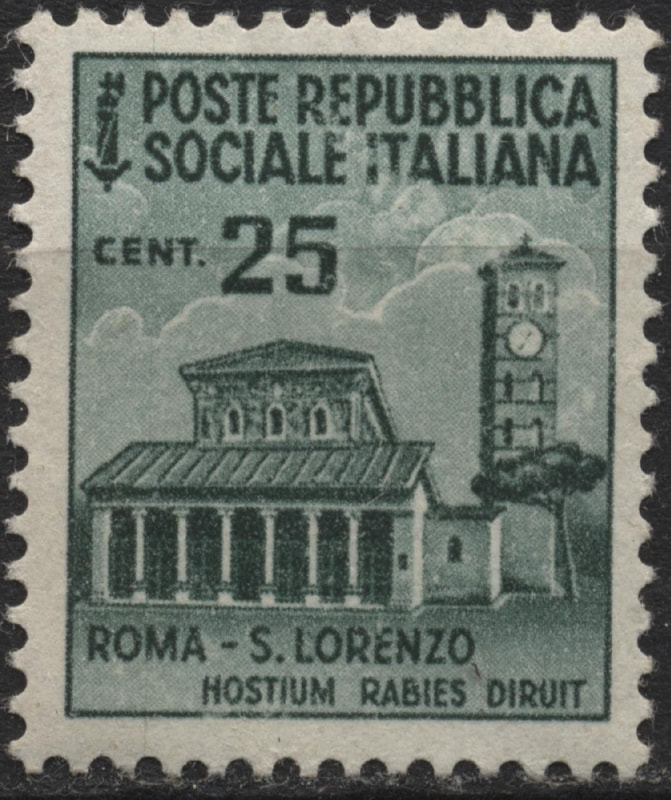 POSTE REPUBBLICA
SOCIALE ITALIANA
CENT. 25
ROMA - S. LORENZO
HOSTIUM RABIES DIRUIT